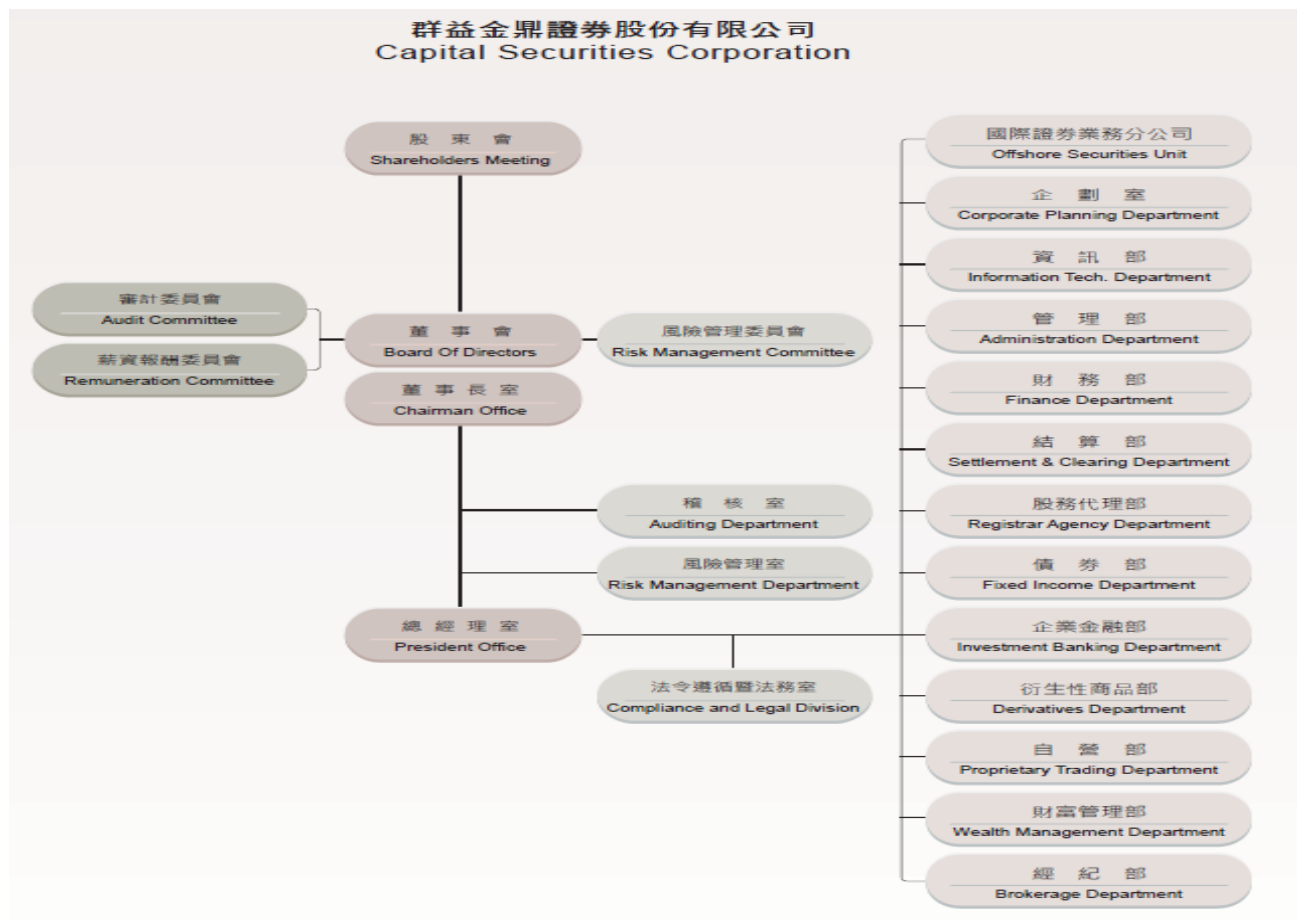 群益金鼎證券股份有限公司
Capital Securities Corporation
股東會
Shareholders Meeting
審計委員會
Audit Committee
薪資報酬委員會
Remuneration Committee
董事會
Board Of Directors
風險管理委員會
Risk Management Committee
董事長室
Chairman Office
稽核室
Auditing Department
風險管理室
Risk Management Department
總經理室
President Office
法令遵循暨法務室
Compliance and Legal Division
國際證券業務分公司
Offshore Securities Unit
企劃室
Corporate Planning Department
資訊部
Information Tech. Department
管理部
Administration Department
財務部
Finance Department
結算部
Settlement & Clearing Department
股務代理部
Registrar Agency Department
債券部
Fixed Income Department
企業金融部
Investment Banking Department
衍生性商品部
Derivatives Department
自營部
Proprietary Trading Department
財富管理部
Wealth Management Department
經紀部
Brokerage Department